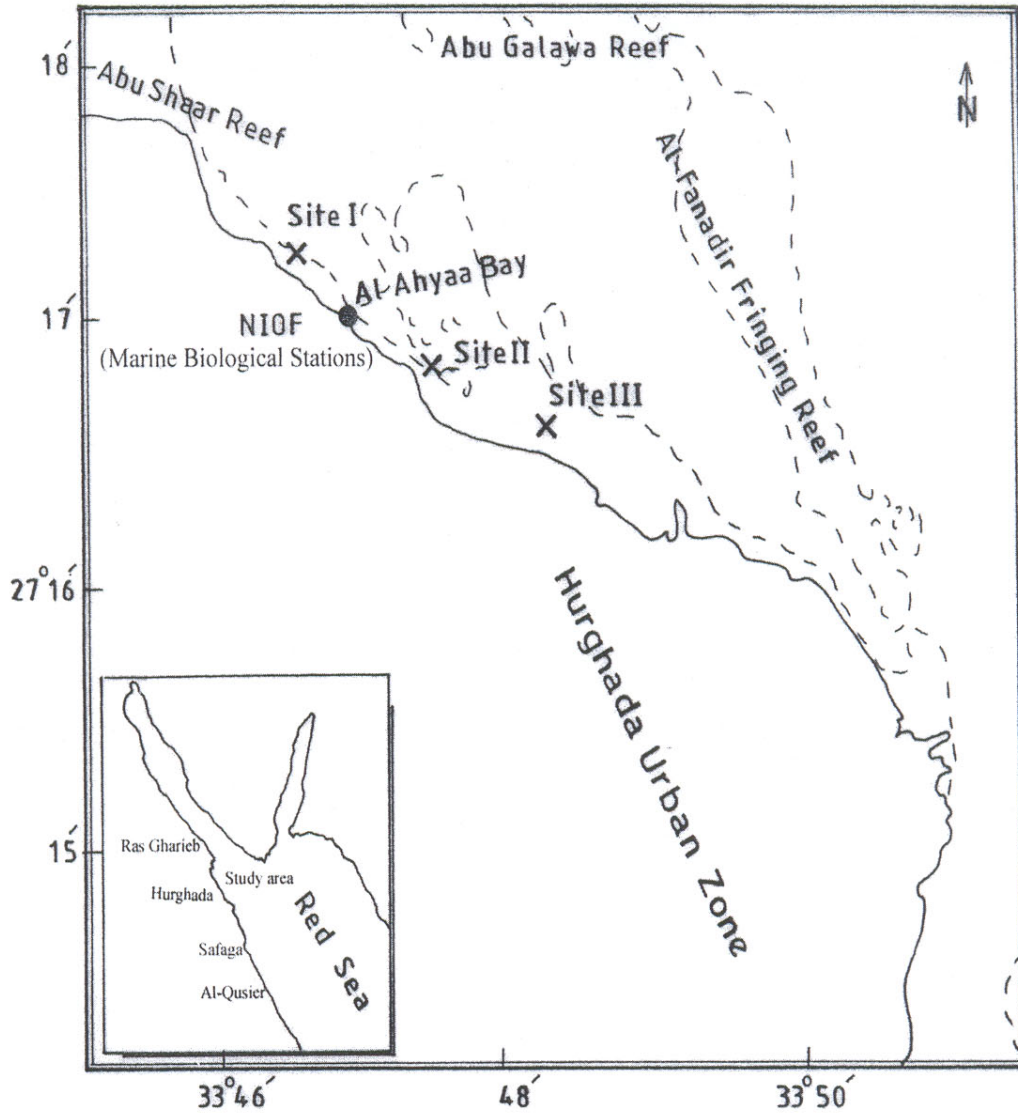 18′
Abu Galawa Reef
N
Abu Shaar Reef
Al Fanadir Fringing Reef
Site I
Al Ahyaa Bay
17′
NIOF
(Marine Biological Stations)
Site II
Site III
27°16′
Hurghada Urban Zone
15′
Ras Gharieb
Study area
Hurghada
Red Sea
Safaga
Al-Qusier
33°46′
48′
33°50′